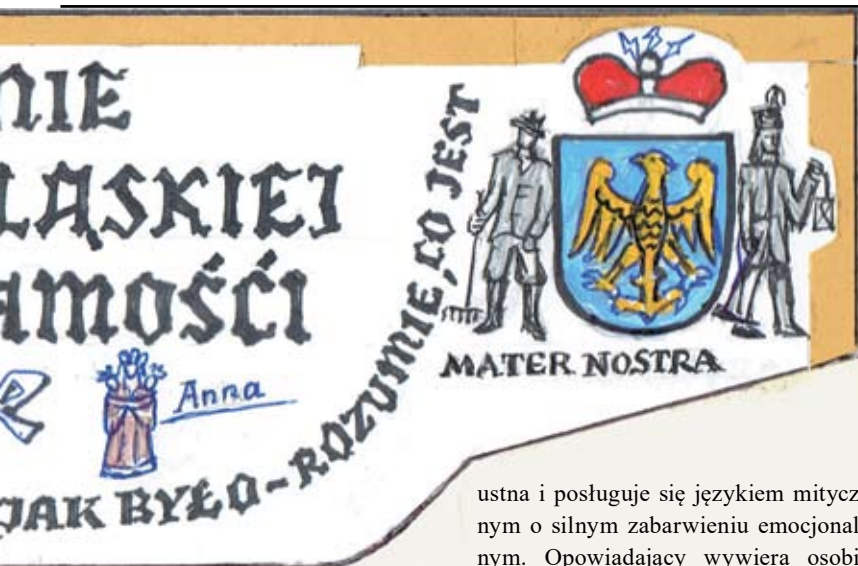 NIE
LĄSKIEJ
AMOŚĆI
R
Anna
JAK BYŁO-ROZUMIE, CO JEST
MATER NOSTRA
ustna i posługuje się językiem mitycz
nym o silnym zabarwieniu emocjonal
nym. Opowiadający wywiera osobi